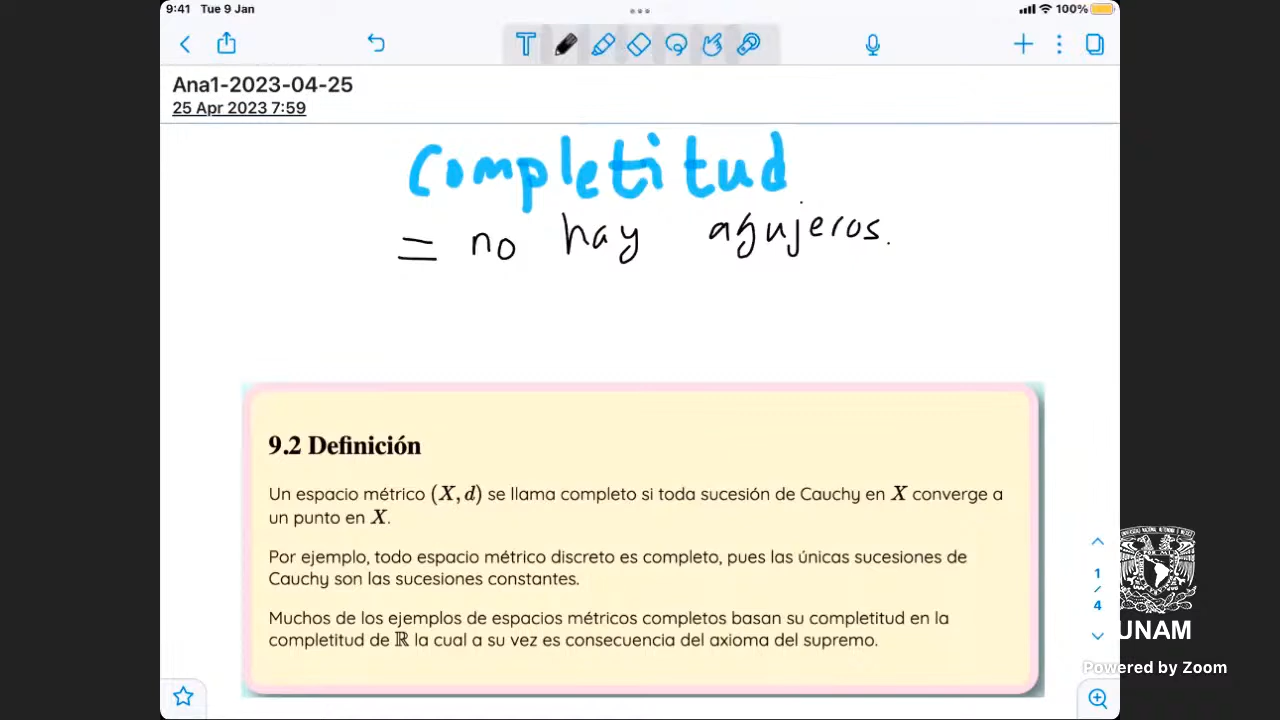 9:41 Tue 9 Jan
100%
T
Ana1-2023-04-25
25 Apr 2023 7:59
Completitud
= no hay agujeros.
9.2 Definición
Un espacio métrico (X, d) se llama completo si toda sucesión de Cauchy en X converge a
un punto en X.
Por ejemplo, todo espacio métrico discreto es completo, pues las únicas sucesiones de
Cauchy son las sucesiones constantes.
Muchos de los ejemplos de espacios métricos completos basan su completitud en la
completitud de ℝ la cual a su vez es consecuencia del axioma del supremo.
1
/
4
UNAM
Powered by Zoom